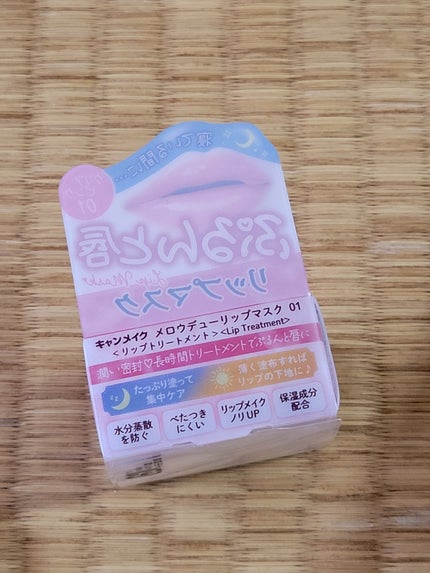 寝ている間に…
01
ぷるんと唇
Lip Mask
リップマスク
キャンメイク メロウデューリップマスク 01
<リップトリートメント> <Lip Treatment>
密封♡長時間トリートメントでぷるんと唇に
たっぷり塗って
集中ケア
薄く塗布すれば
リップの下地に♪
水分蒸散
を防ぐ
べたつき
にくい
リップメイク
ノリUP
保湿成分
配合